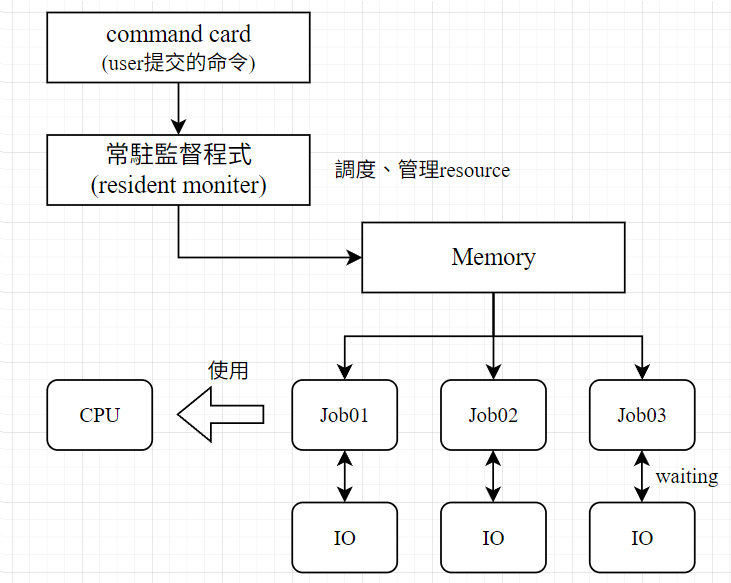 command card
(user提交的命令)
常駐監督程式
(resident moniter)
調度、管理resource
Memory
使用
CPU
Job01
Job02
Job03
waiting
IO
IO
IO